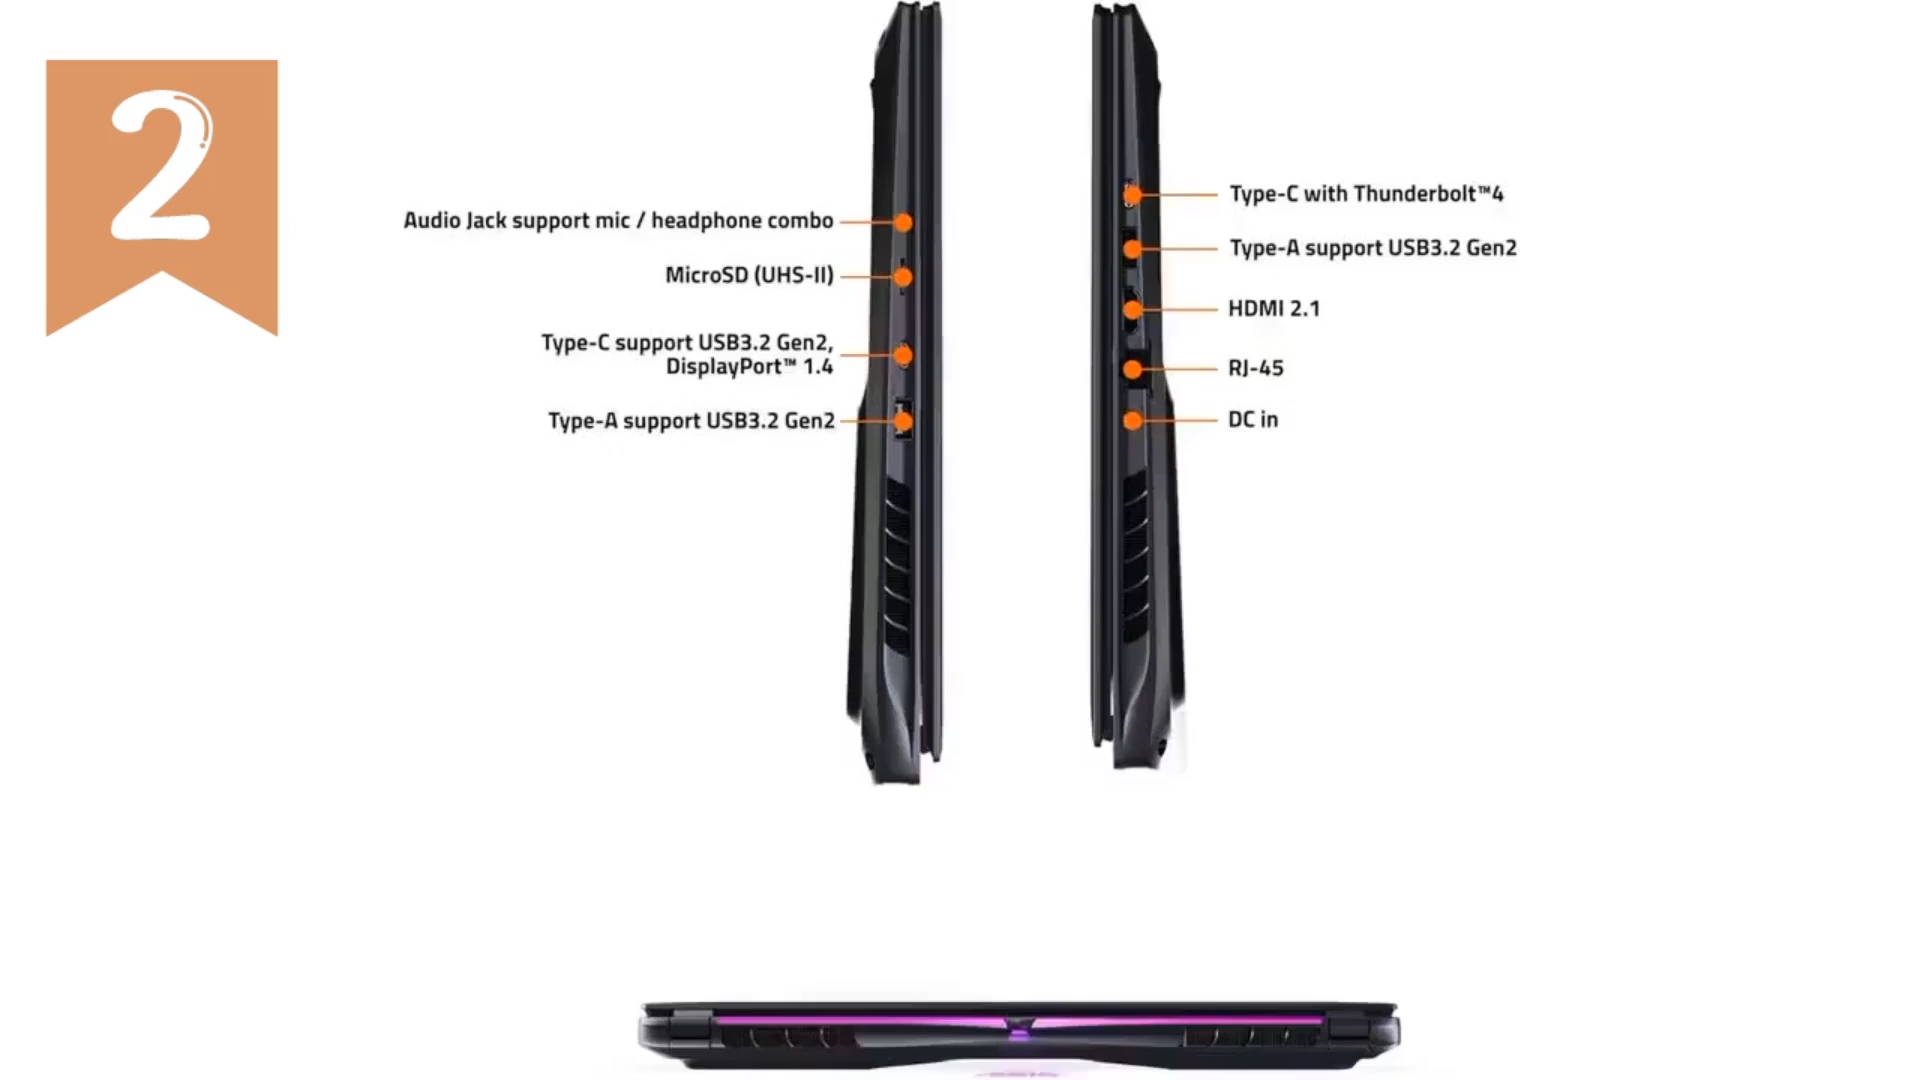 2
Audio Jack support mic / headphone combo
MicroSD (UHS-II)
Type-C support USB3.2 Gen2,
DisplayPort™ 1.4
Type-A support USB3.2 Gen2
Type-C with Thunderbolt™4
Type-A support USB3.2 Gen2
HDMI 2.1
RJ-45
DC in